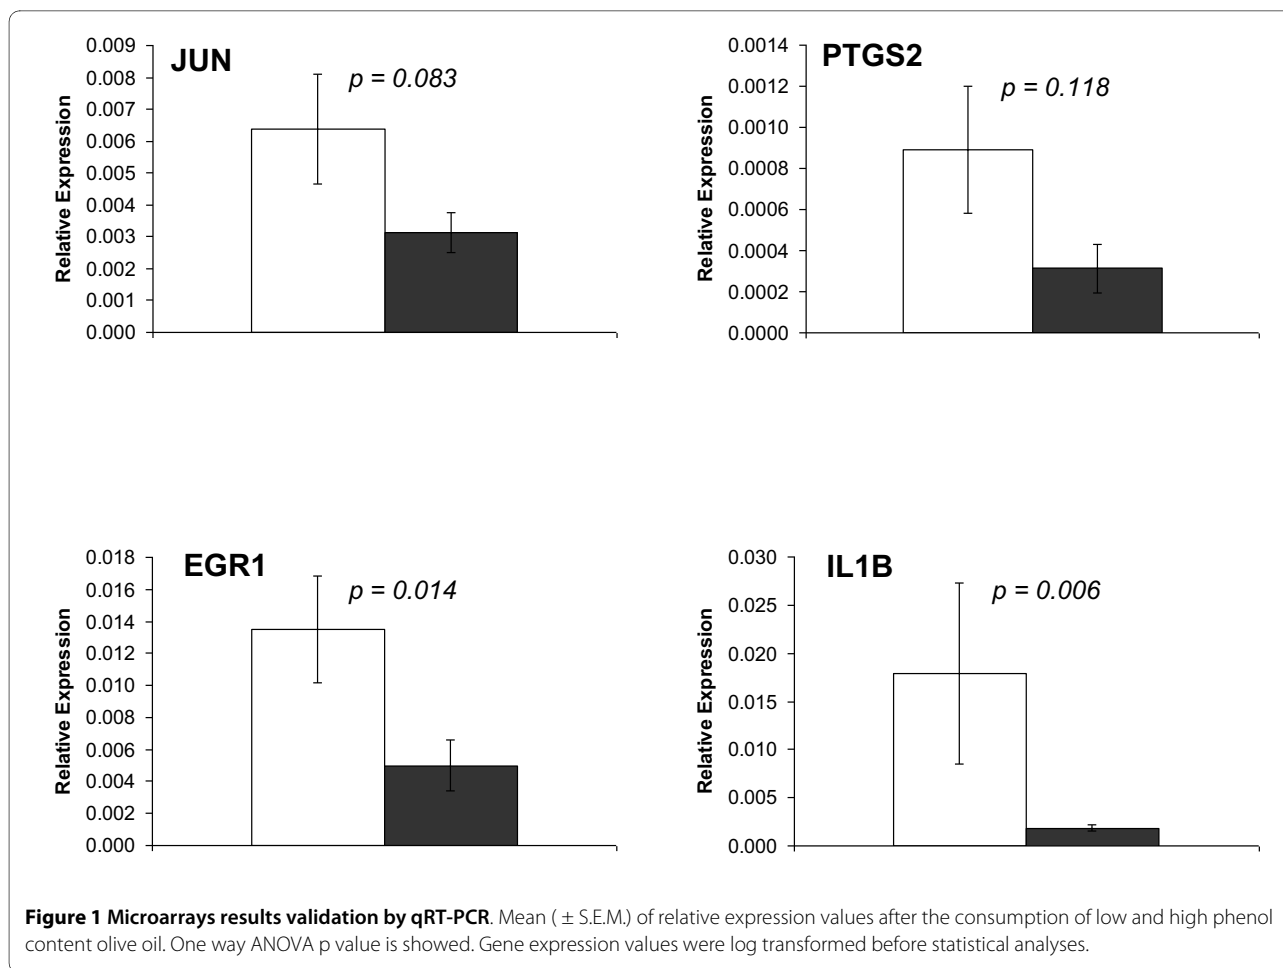 JUN
p = 0.083
Relative Expression
0.009
0.008
0.007
0.006
0.005
0.004
0.003
0.002
0.001
0.000
PTGS2
p = 0.118
Relative Expression
0.0014
0.0012
0.0010
0.0008
0.0006
0.0004
0.0002
0.0000
EGR1
p = 0.014
Relative Expression
0.018
0.016
0.014
0.012
0.010
0.008
0.006
0.004
0.002
0.000
IL1B
p = 0.006
Relative Expression
0.030
0.025
0.020
0.015
0.010
0.005
0.000
Figure 1 Microarrays results validation by qRT-PCR. Mean ( ± S.E.M.) of relative expression values after the consumption of low and high phenol
content olive oil. One way ANOVA p value is showed. Gene expression values were log transformed before statistical analyses.